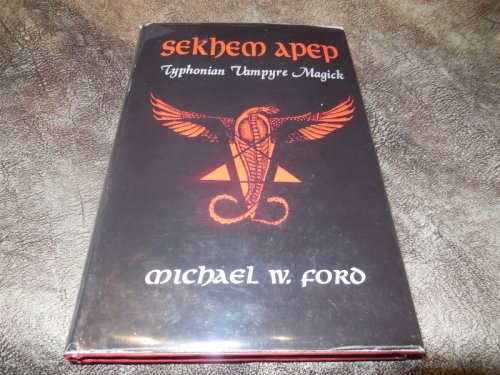 SEKHEM APEP
Typhonian Vampyre Magick
MICHAEL W. FORD